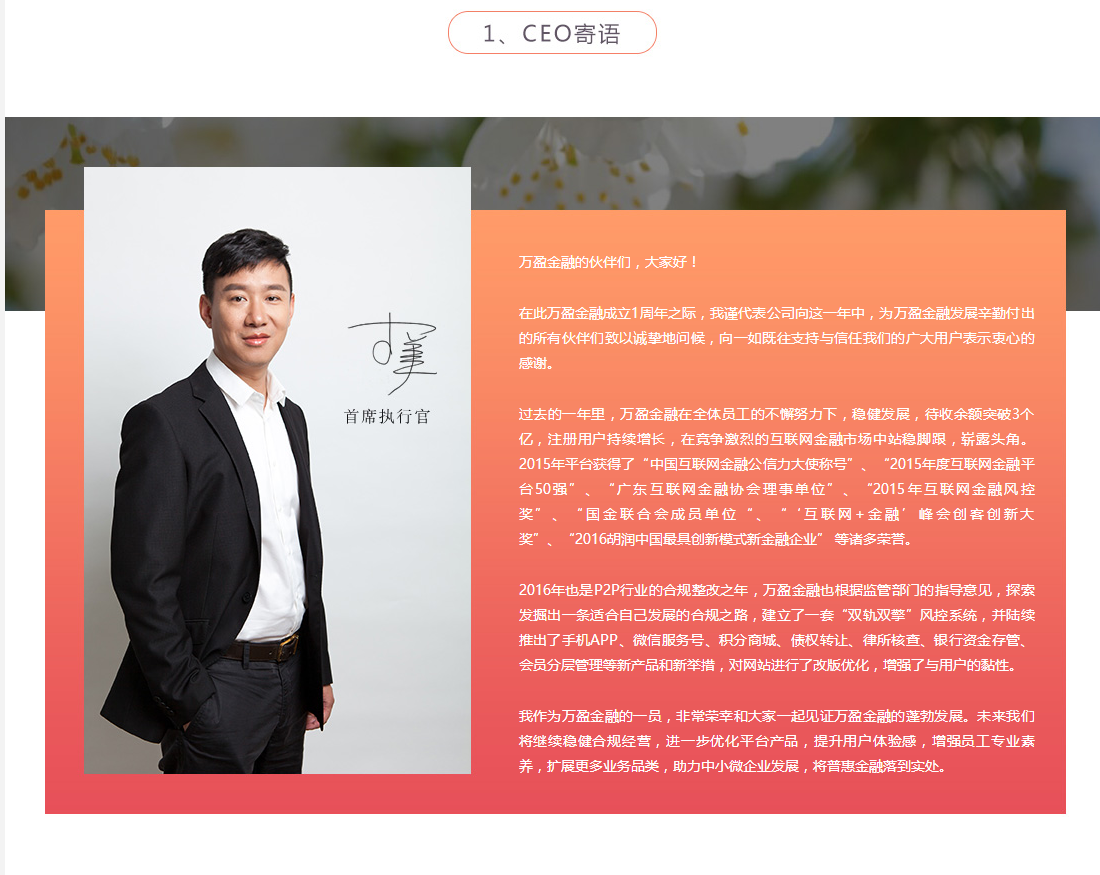 1、CEO寄语
首席执行官
万盈金融的伙伴们，大家好！
在此万盈金融成立1周年之际，我谨代表公司向这一年中，为万盈金融发展辛勤付出
的所有伙伴们致以诚挚地问候，向一如既往支持与信任我们的广大用户表示衷心的
感谢。
过去的一年里，万盈金融在全体员工的不懈努力下，稳健发展，待收余额突破3个
亿，注册用户持续增长，在竞争激烈的互联网金融市场中站稳脚跟，崭露头角。
2015年平台获得了“中国互联网金融公信力大使称号”、“2015年度互联网金融平
台50强”、“广东互联网金融协会理事单位”、“2015年互联网金融风控
奖”、“国金联合会成员单位“、“‘互联网+金融’峰会创客创新大
奖”、“2016胡润中国最具创新模式新金融企业” 等诸多荣誉。
2016年也是P2P行业的合规整改之年，万盈金融也根据监管部门的指导意见，探索
发掘出一条适合自己发展的合规之路，建立了一套“双轨双擎”风控系统，并陆续
推出了手机APP、微信服务号、积分商城、债权转让、律所核查、银行资金存管、
会员分层管理等新产品和新举措，对网站进行了改版优化，增强了与用户的黏性。
我作为万盈金融的一员，非常荣幸和大家一起见证万盈金融的蓬勃发展。未来我们
将继续稳健合规经营，进一步优化平台产品，提升用户体验感，增强员工专业素
养，扩展更多业务品类，助力中小微企业发展，将普惠金融落到实处。